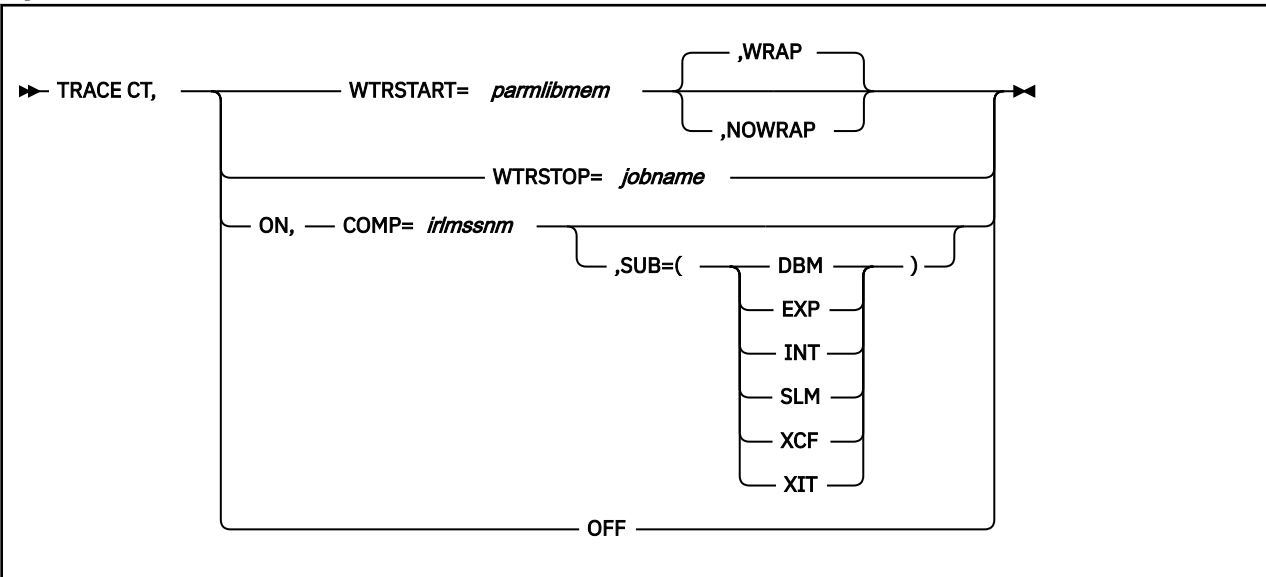 ,WRAP
TRACE CT, WTRSTART= parmlibmem
,NOWRAP
WTRSTOP= jobname
ON, COMP= irlmssnm
,SUB=( DBM )
EXP
INT
SLM
XCF
XIT
OFF